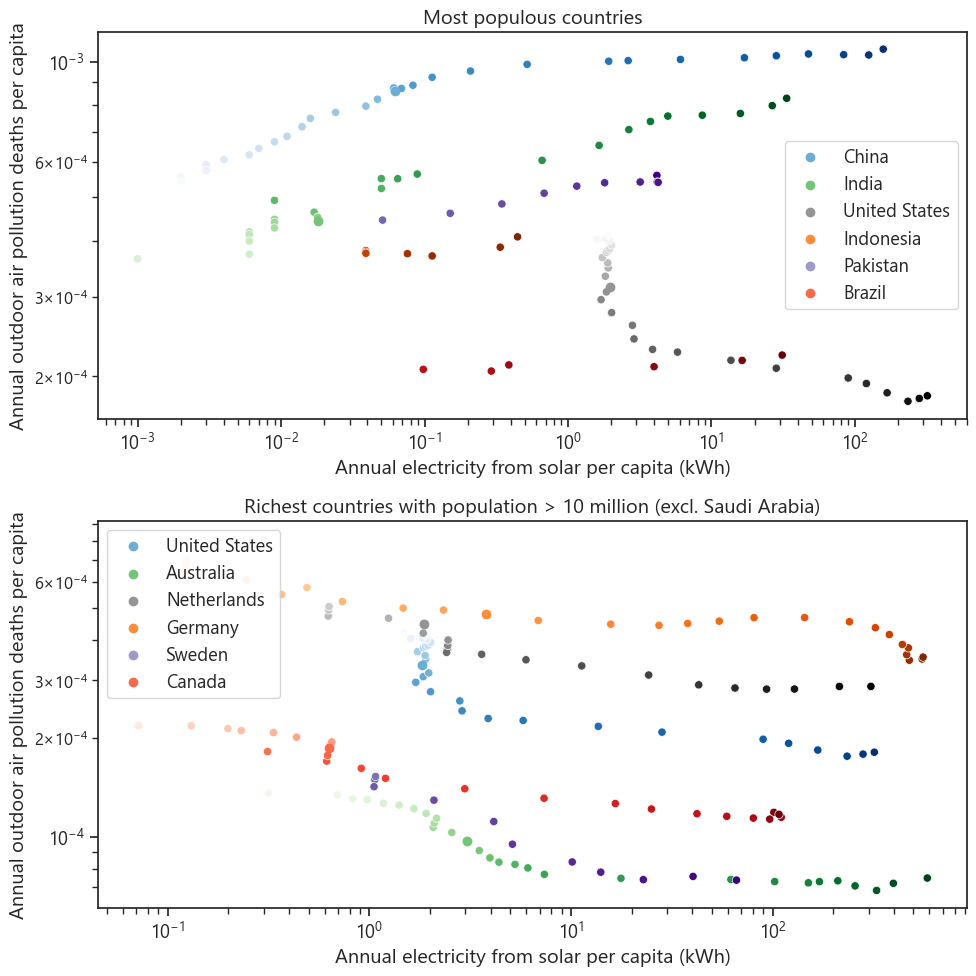 Most populous countries
Annual outdoor air pollution deaths per capita
10⁻³
6×10⁻⁴
3×10⁻⁴
2×10⁻⁴
China
India
United States
Indonesia
Pakistan
Brazil
10⁻³ 10⁻² 10⁻¹ 10⁰ 10¹ 10²
Annual electricity from solar per capita (kWh)
Richest countries with population > 10 million (excl. Saudi Arabia)
Annual outdoor air pollution deaths per capita
6×10⁻⁴
3×10⁻⁴
2×10⁻⁴
10⁻⁴
United States
Australia
Netherlands
Germany
Sweden
Canada
10⁻¹ 10⁰ 10¹ 10²
Annual electricity from solar per capita (kWh)